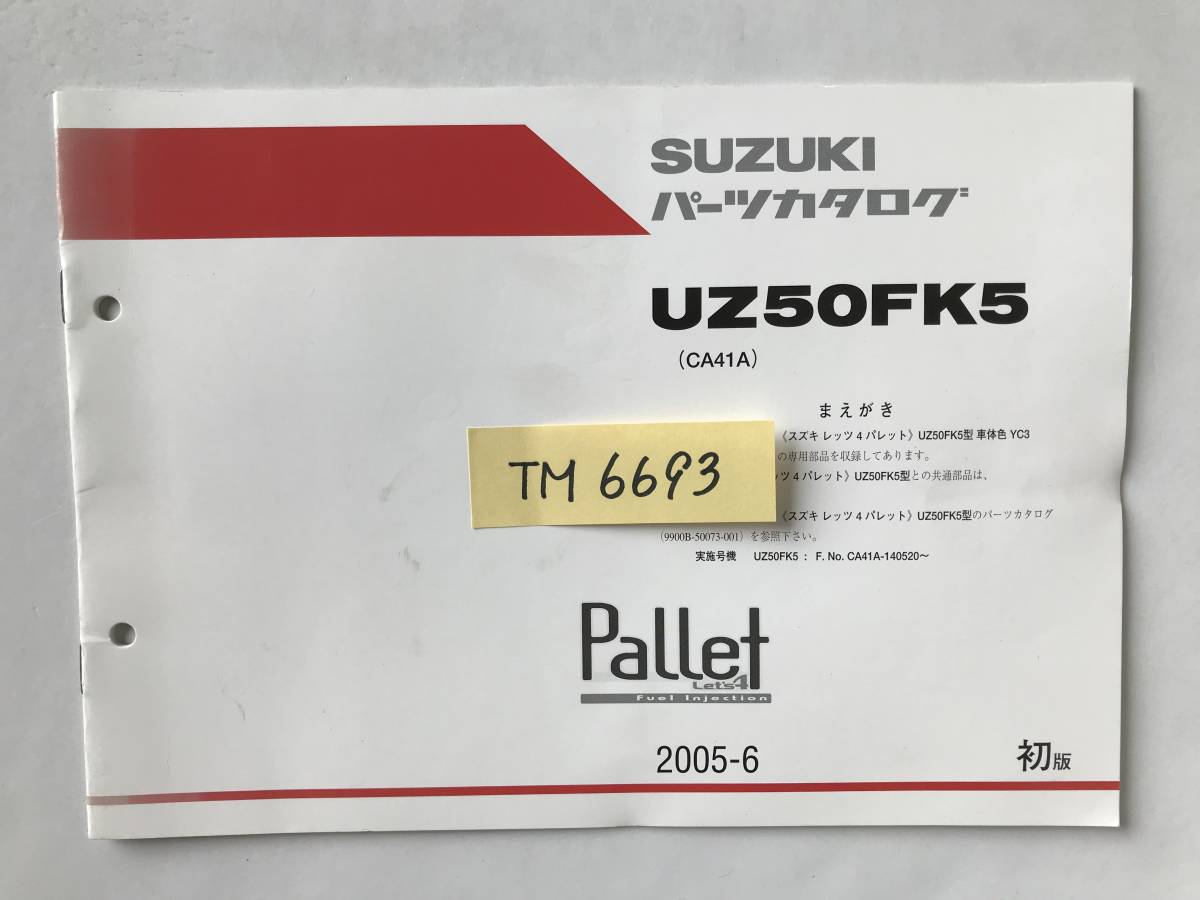 SUZUKI
パーツカタログ
UZ50FK5
(CA41A)
まえがき
《スズキ レッツ 4 パレット》UZ50FK5型 車体色 YC3
の専用部品を収録してあります。
ッツ 4 パレット》UZ50FK5型との共通部品は、
《スズキ レッツ 4 パレット》UZ50FK5型のパーツカタログ
(9900B-50073-001) を参照下さい。
実施号機 UZ50FK5 : F. No. CA41A-140520～
TM 6693
Pallet
Let's4
Fuel Injection
2005-6 初版